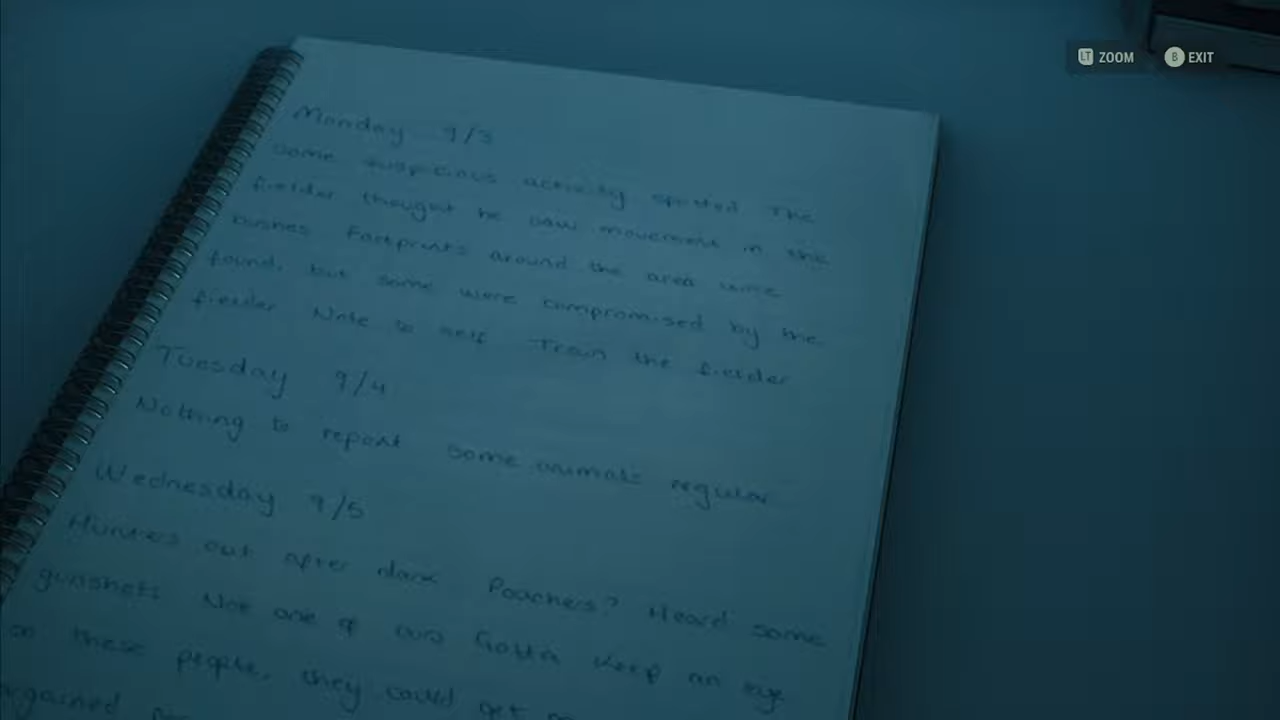 LT ZOOM B EXIT
Monday 9/3
Some suspicious activity spotted The
fielder thought he saw movement in the
bushes Footprints around the area were
found, but some were compromised by the
fielder Note to self Train the fielder
Tuesday 9/4
Nothing to report some animals regular
Wednesday 9/5
Hunters out after dark Poachers? Heard some
gunshots Not one of ours Gotta keep an eye
on these people, they could get